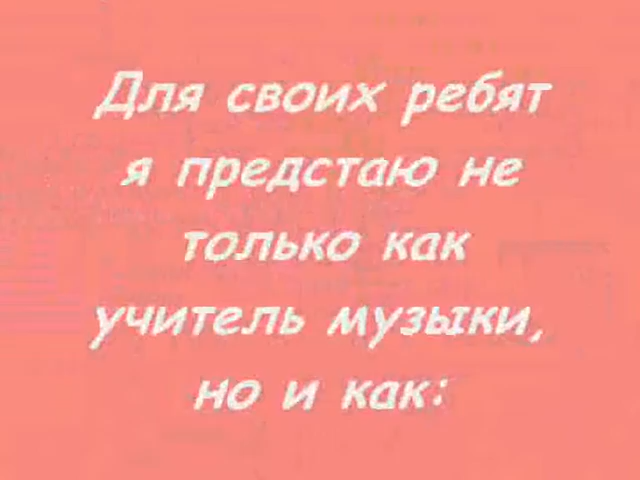 Для своих ребят
я предстаю не
только как
учитель музыки,
но и как: